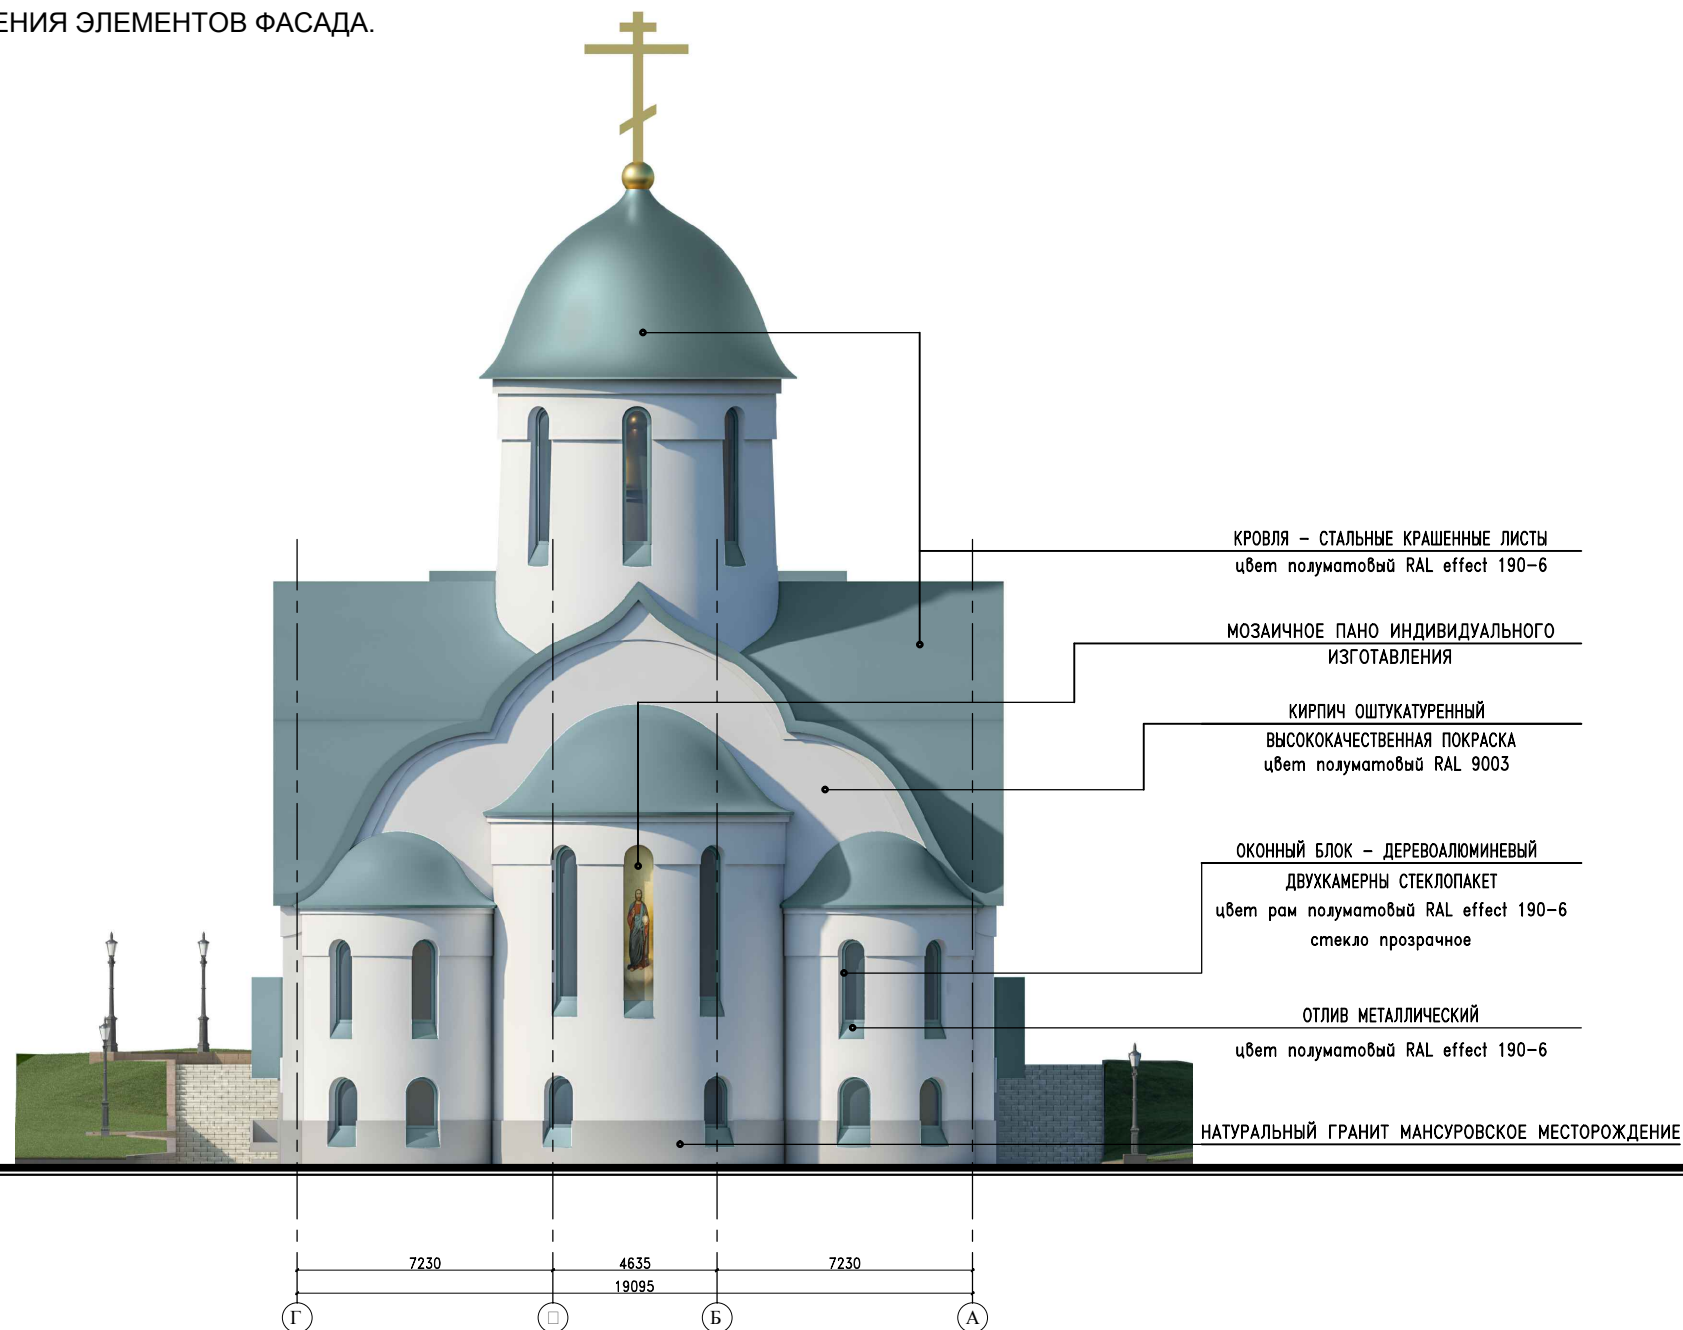 ЕНИЯ ЭЛЕМЕНТОВ ФАСАДА.
КРОВЛЯ – СТАЛЬНЫЕ КРАШЕННЫЕ ЛИСТЫ
цвет полуматовый RAL effect 190–6
МОЗАИЧНОЕ ПАНО ИНДИВИДУАЛЬНОГО
ИЗГОТАВЛЕНИЯ
КИРПИЧ ОШТУКАТУРЕННЫЙ
ВЫСОКОКАЧЕСТВЕННАЯ ПОКРАСКА
цвет полуматовый RAL 9003
ОКОННЫЙ БЛОК – ДЕРЕВОАЛЮМИНЕВЫЙ
ДВУХКАМЕРНЫ СТЕКЛОПАКЕТ
цвет рам полуматовый RAL effect 190–6
стекло прозрачное
ОТЛИВ МЕТАЛЛИЧЕСКИЙ
цвет полуматовый RAL effect 190–6
НАТУРАЛЬНЫЙ ГРАНИТ МАНСУРОВСКОЕ МЕСТОРОЖДЕНИЕ
7230 4635 7230
19095
Г □ Б А